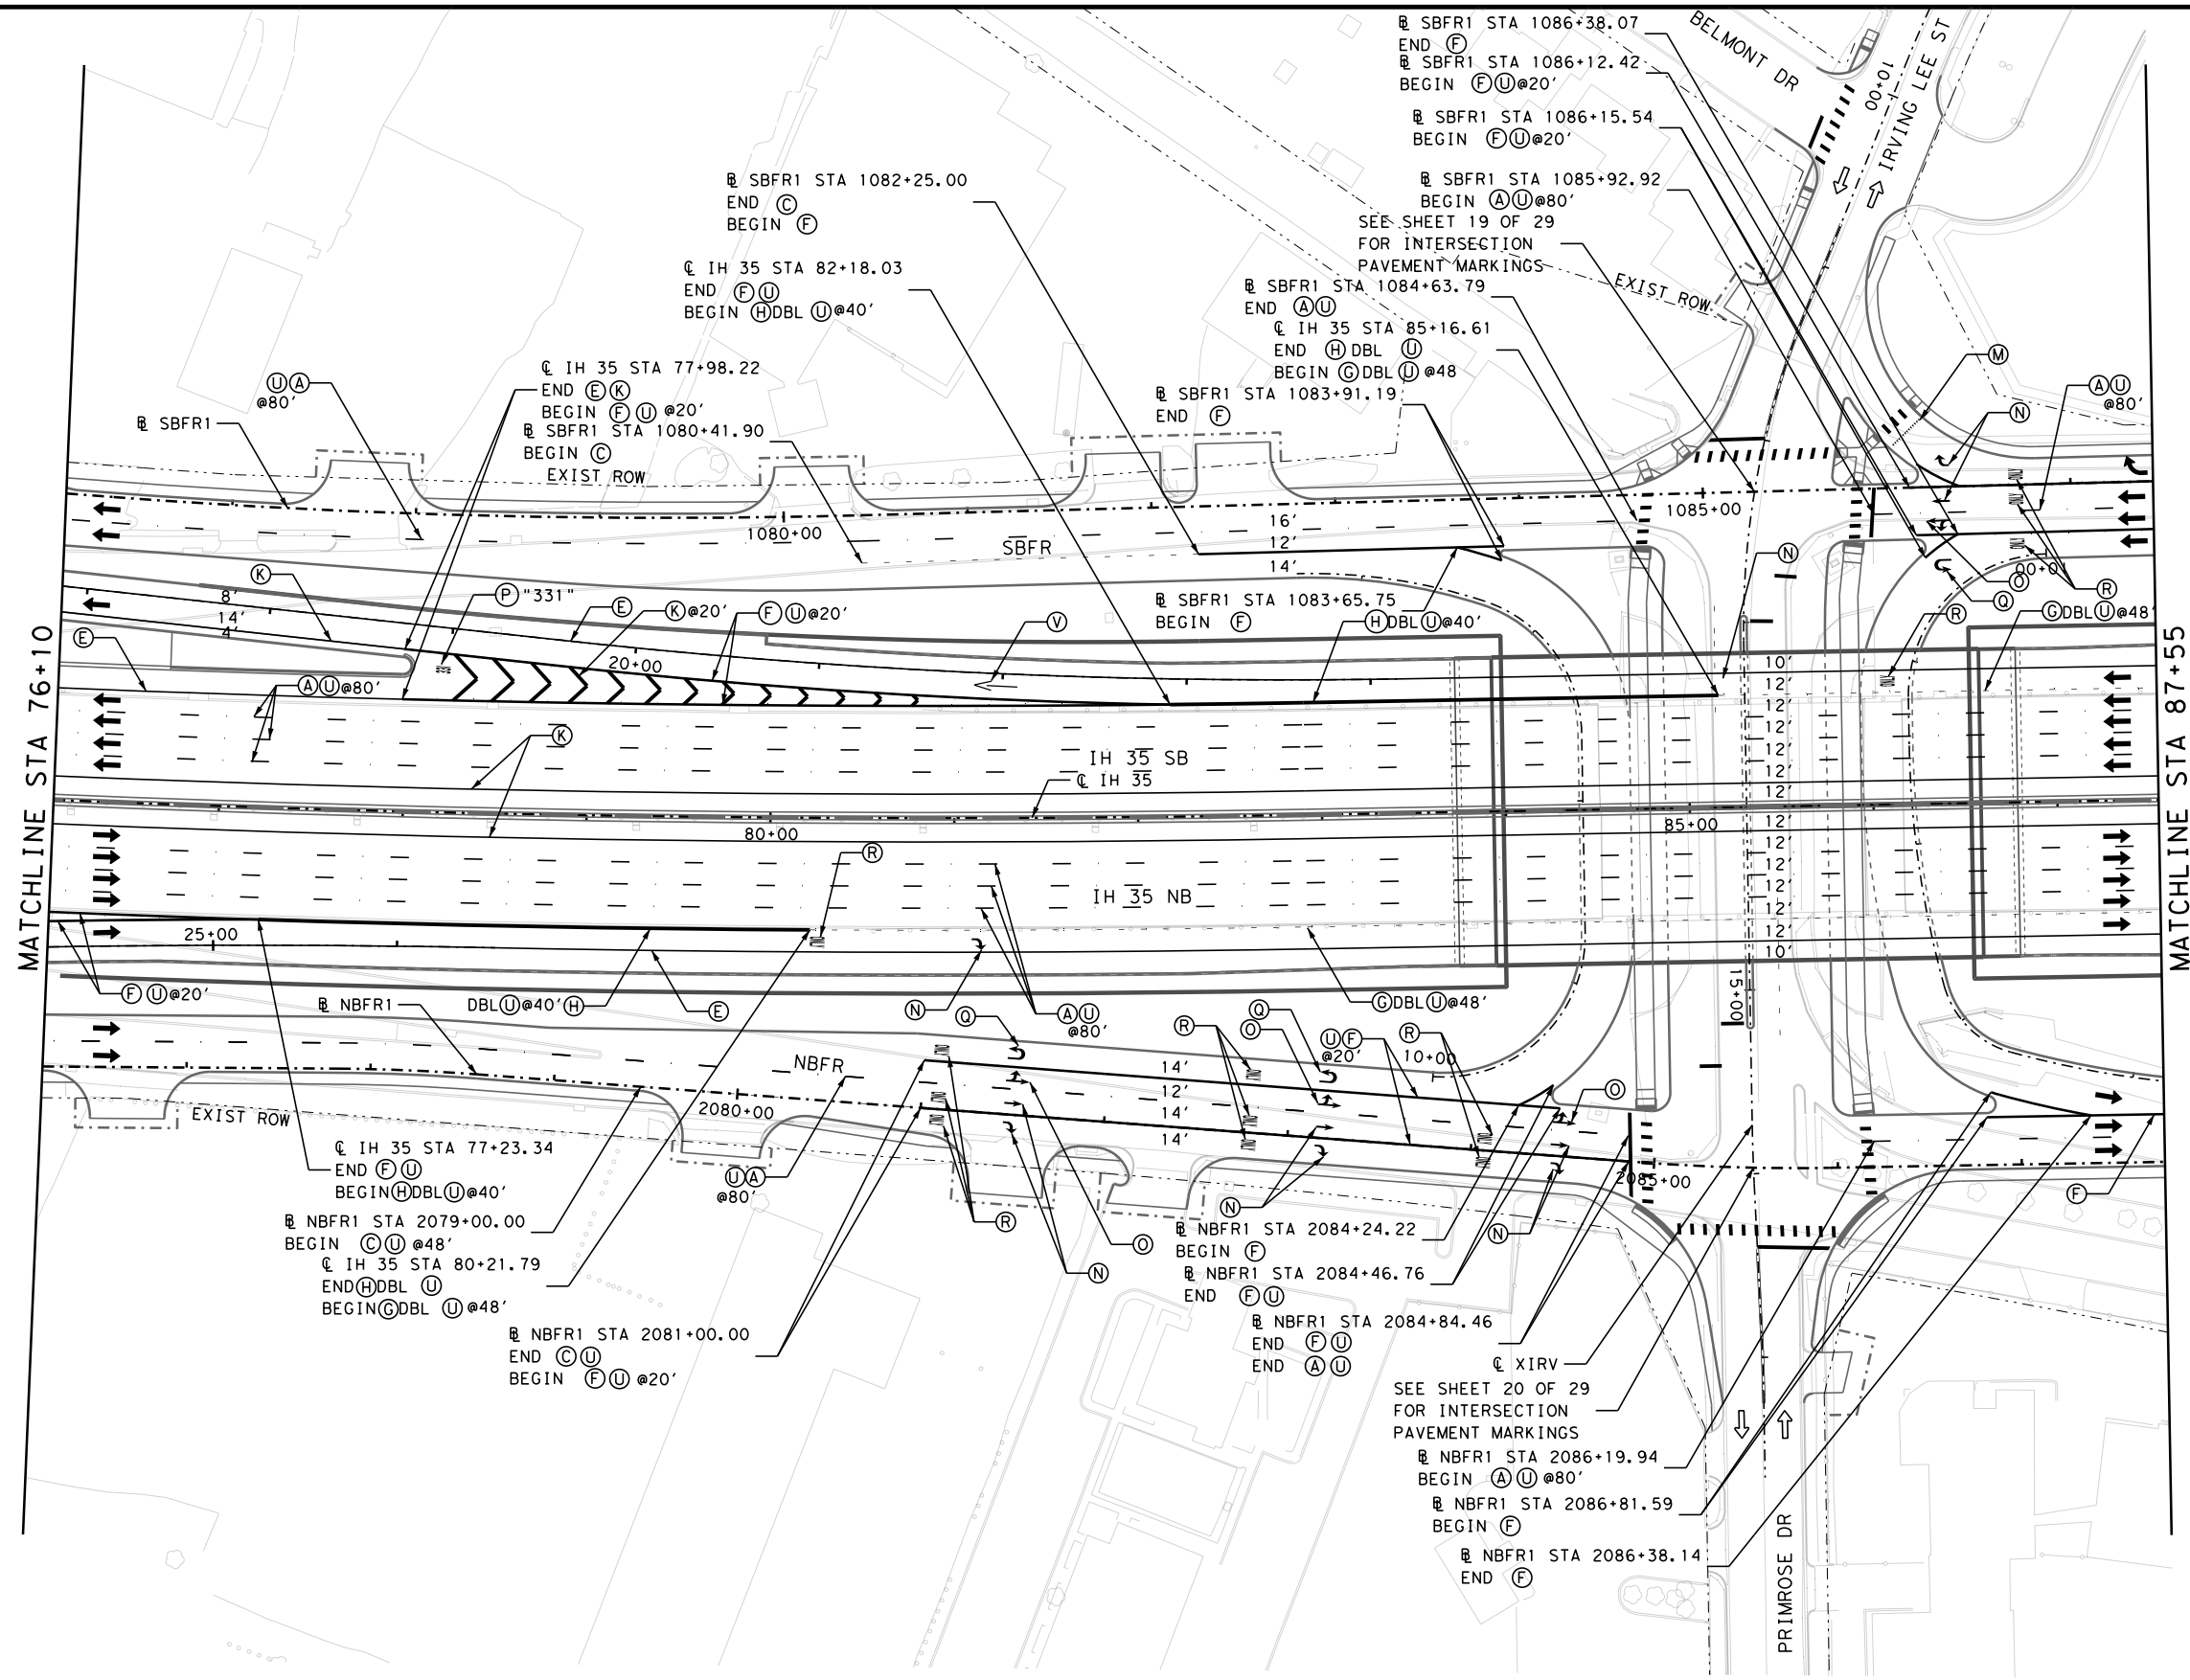 ℄ SBFR1 STA 1086+38.07
END Ⓕ
℄ SBFR1 STA 1086+12.42
BEGIN ⒻⓊ@20'
℄ SBFR1 STA 1086+15.54
BEGIN ⒻⓊ@20'
℄ SBFR1 STA 1085+92.92
BEGIN ⒶⓊ@80'
SEE SHEET 19 OF 29
FOR INTERSECTION
PAVEMENT MARKINGS
BELMONT DR
10+00
IRVING LEE ST
℄ SBFR1 STA 1082+25.00
END Ⓒ
BEGIN Ⓕ
℄ IH 35 STA 82+18.03
END ⒻⓊ
BEGIN ⒽDBL Ⓤ@40'
℄ SBFR1 STA 1084+63.79
END ⒶⓊ
℄ IH 35 STA 85+16.61
END Ⓗ DBL Ⓤ
BEGIN ⒼDBL Ⓤ @48
℄ SBFR1 STA 1083+91.19
END Ⓕ
EXIST ROW
℄ IH 35 STA 77+98.22
END ⒺⓀ
BEGIN Ⓕ Ⓤ @20'
℄ SBFR1 STA 1080+41.90
BEGIN Ⓒ
EXIST ROW
ⓊⒶ
@80'
℄ SBFR1
Ⓜ
ⒶⓊ
@80'
Ⓝ
1080+00
SBFR
16'
12'
14'
1085+00
Ⓝ
00+0
Ⓞ
Ⓠ
Ⓡ
Ⓡ
ⒼDBLⓊ@48'
℄ SBFR1 STA 1083+65.75
BEGIN Ⓕ
ⒽDBLⓊ@40'
Ⓚ
8'
14'
4'
Ⓟ "331"
Ⓔ
Ⓚ@20'
Ⓕ Ⓤ@20'
Ⓥ
Ⓔ
20+00
ⒶⓊ@80'
Ⓚ
MATCHLINE STA 76+10
MATCHLINE STA 87+55
IH 35 SB
℄ IH 35
80+00
85+00
10'
12'
12'
12'
12'
12'
12'
12'
12'
12'
12'
12'
12'
10'
Ⓡ
IH 35 NB
25+00
ⒻⓊ@20'
℄ NBFR1
DBLⓊ@40'Ⓗ
Ⓔ
Ⓝ
ⒶⓊ
@80'
ⒼDBLⓊ@48'
15+00
Ⓠ
Ⓡ
Ⓞ
Ⓠ
ⓊⒻ
@20'
Ⓡ
10+00
NBFR
14'
12'
14'
14'
Ⓞ
2080+00
2085+00
EXIST ROW
ⓊⒶ
@80'
Ⓡ
Ⓞ
Ⓝ
Ⓝ
Ⓝ
Ⓕ
℄ IH 35 STA 77+23.34
END ⒻⓊ
BEGINⒽDBLⓊ@40'
℄ NBFR1 STA 2079+00.00
BEGIN ⒸⓊ @48'
℄ IH 35 STA 80+21.79
ENDⒽDBL Ⓤ
BEGINⒼDBL Ⓤ@48'
℄ NBFR1 STA 2081+00.00
END ⒸⓊ
BEGIN ⒻⓊ @20'
℄ NBFR1 STA 2084+24.22
BEGIN Ⓕ
℄ NBFR1 STA 2084+46.76
END ⒻⓊ
℄ NBFR1 STA 2084+84.46
END ⒻⓊ
END ⒶⓊ
℄ XIRV
SEE SHEET 20 OF 29
FOR INTERSECTION
PAVEMENT MARKINGS
℄ NBFR1 STA 2086+19.94
BEGIN ⒶⓊ @80'
℄ NBFR1 STA 2086+81.59
BEGIN Ⓕ
℄ NBFR1 STA 2086+38.14
END Ⓕ
PRIMROSE DR